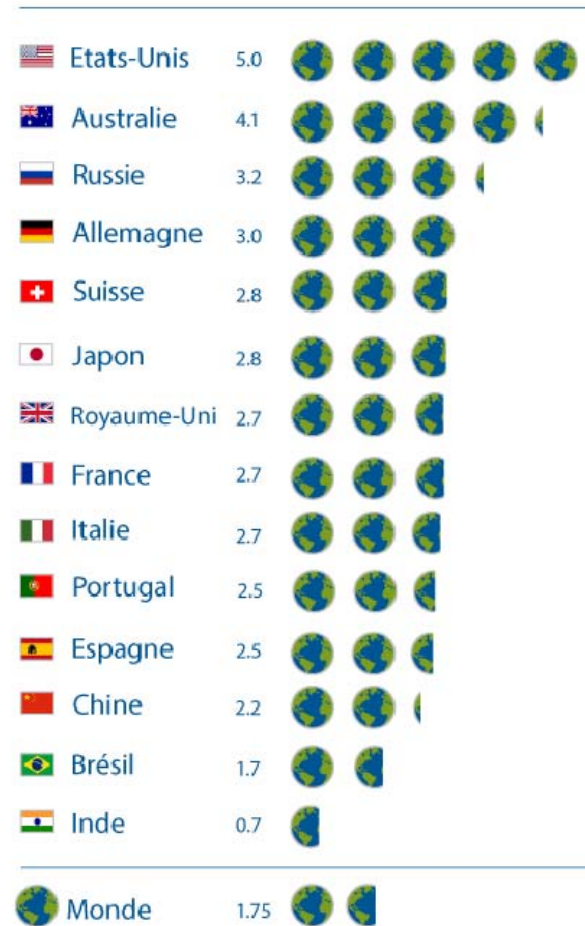 Etats-Unis 5.0
Australie 4.1
Russie 3.2
Allemagne 3.0
Suisse 2.8
Japon 2.8
Royaume-Uni 2.7
France 2.7
Italie 2.7
Portugal 2.5
Espagne 2.5
Chine 2.2
Brésil 1.7
Inde 0.7
Monde 1.75